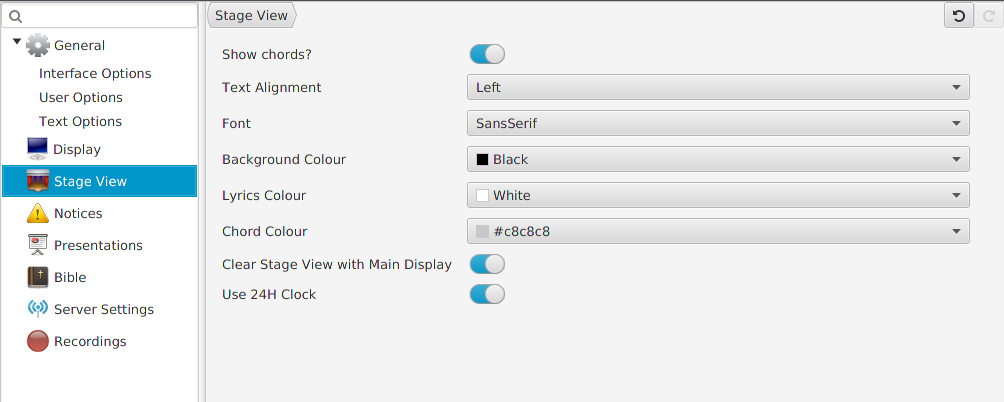 Stage View
General
Interface Options
User Options
Text Options
Display
Stage View
Notices
Presentations
Bible
Server Settings
Recordings
Show chords?
Text Alignment Left
Font SansSerif
Background Colour Black
Lyrics Colour White
Chord Colour #c8c8c8
Clear Stage View with Main Display
Use 24H Clock